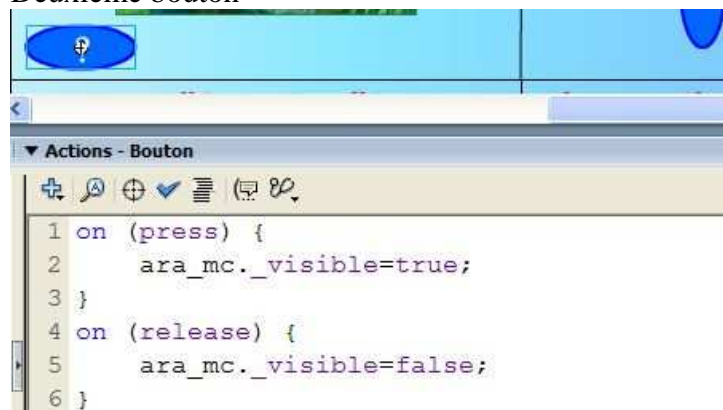 Deuxième bouton
?
Actions - Bouton
1 on (press) {
2 ara_mc._visible=true;
3 }
4 on (release) {
5 ara_mc._visible=false;
6 }